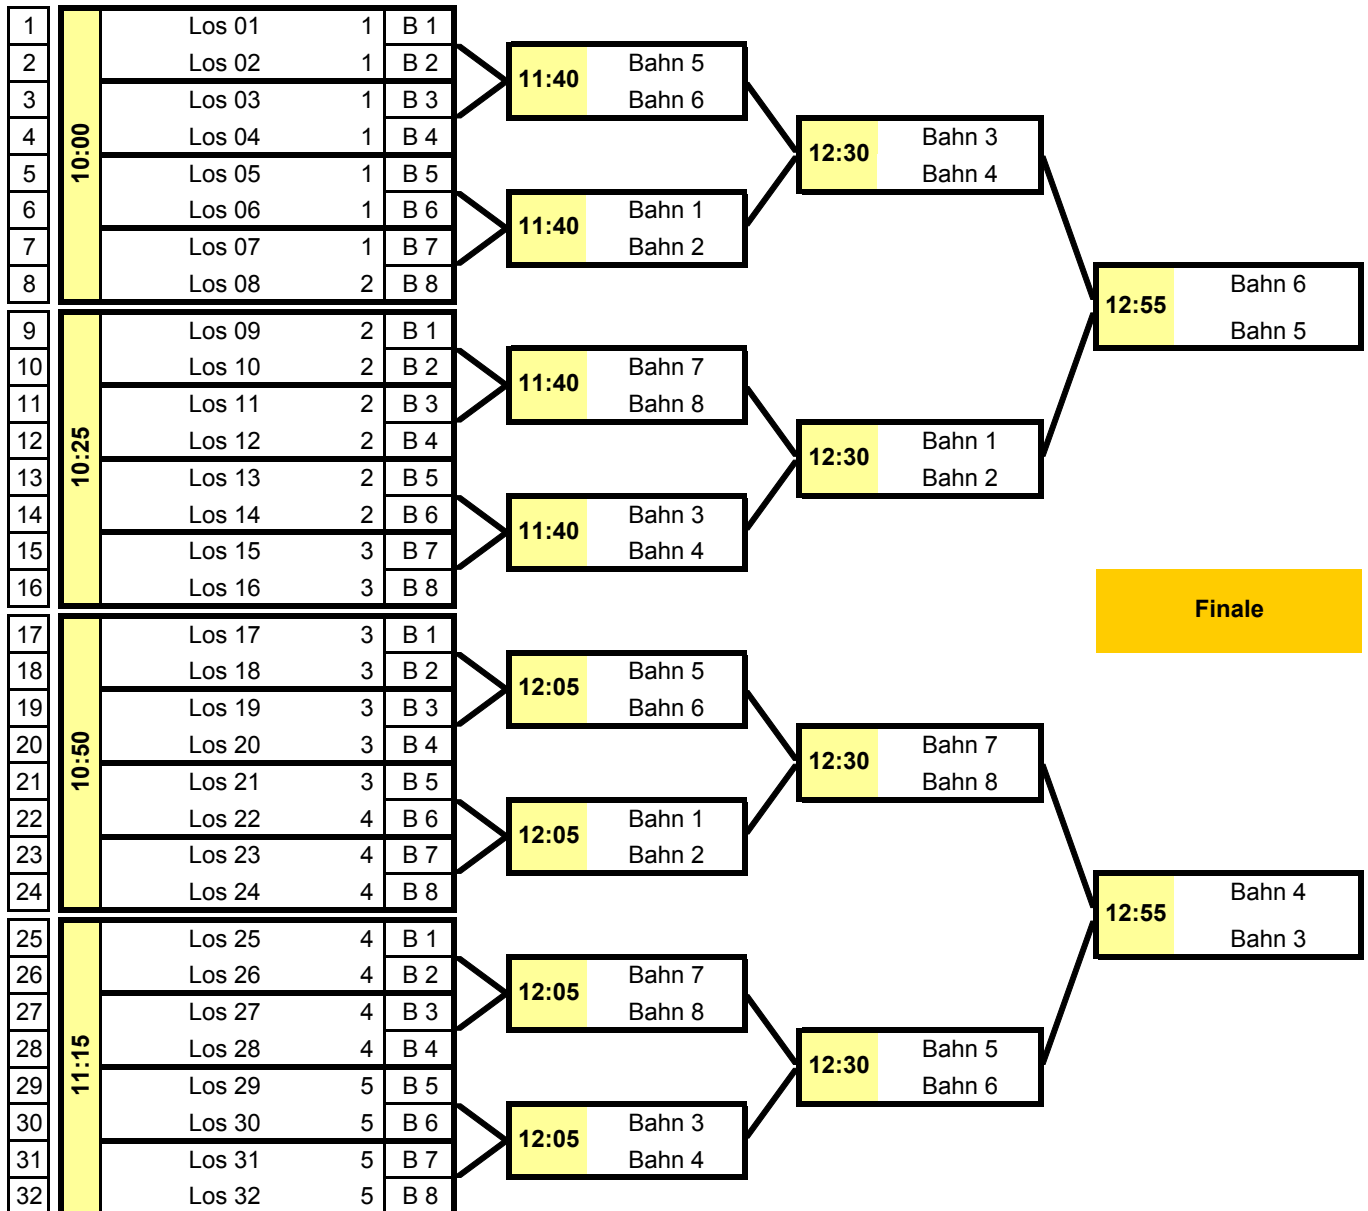 1 Los 01 1 B 1
2 Los 02 1 B 2
11:40 Bahn 5
Bahn 6
3 Los 03 1 B 3
4 Los 04 1 B 4
10:00
12:30 Bahn 3
Bahn 4
5 Los 05 1 B 5
6 Los 06 1 B 6
11:40 Bahn 1
Bahn 2
7 Los 07 1 B 7
8 Los 08 2 B 8
12:55 Bahn 6
Bahn 5
9 Los 09 2 B 1
10 Los 10 2 B 2
11:40 Bahn 7
Bahn 8
11 Los 11 2 B 3
12 Los 12 2 B 4
10:25
12:30 Bahn 1
Bahn 2
13 Los 13 2 B 5
14 Los 14 2 B 6
11:40 Bahn 3
Bahn 4
15 Los 15 3 B 7
16 Los 16 3 B 8
Finale
17 Los 17 3 B 1
18 Los 18 3 B 2
12:05 Bahn 5
Bahn 6
19 Los 19 3 B 3
20 Los 20 3 B 4
10:50
12:30 Bahn 7
Bahn 8
21 Los 21 3 B 5
22 Los 22 4 B 6
12:05 Bahn 1
Bahn 2
23 Los 23 4 B 7
24 Los 24 4 B 8
12:55 Bahn 4
Bahn 3
25 Los 25 4 B 1
26 Los 26 4 B 2
12:05 Bahn 7
Bahn 8
27 Los 27 4 B 3
28 Los 28 4 B 4
11:15
12:30 Bahn 5
Bahn 6
29 Los 29 5 B 5
30 Los 30 5 B 6
12:05 Bahn 3
Bahn 4
31 Los 31 5 B 7
32 Los 32 5 B 8